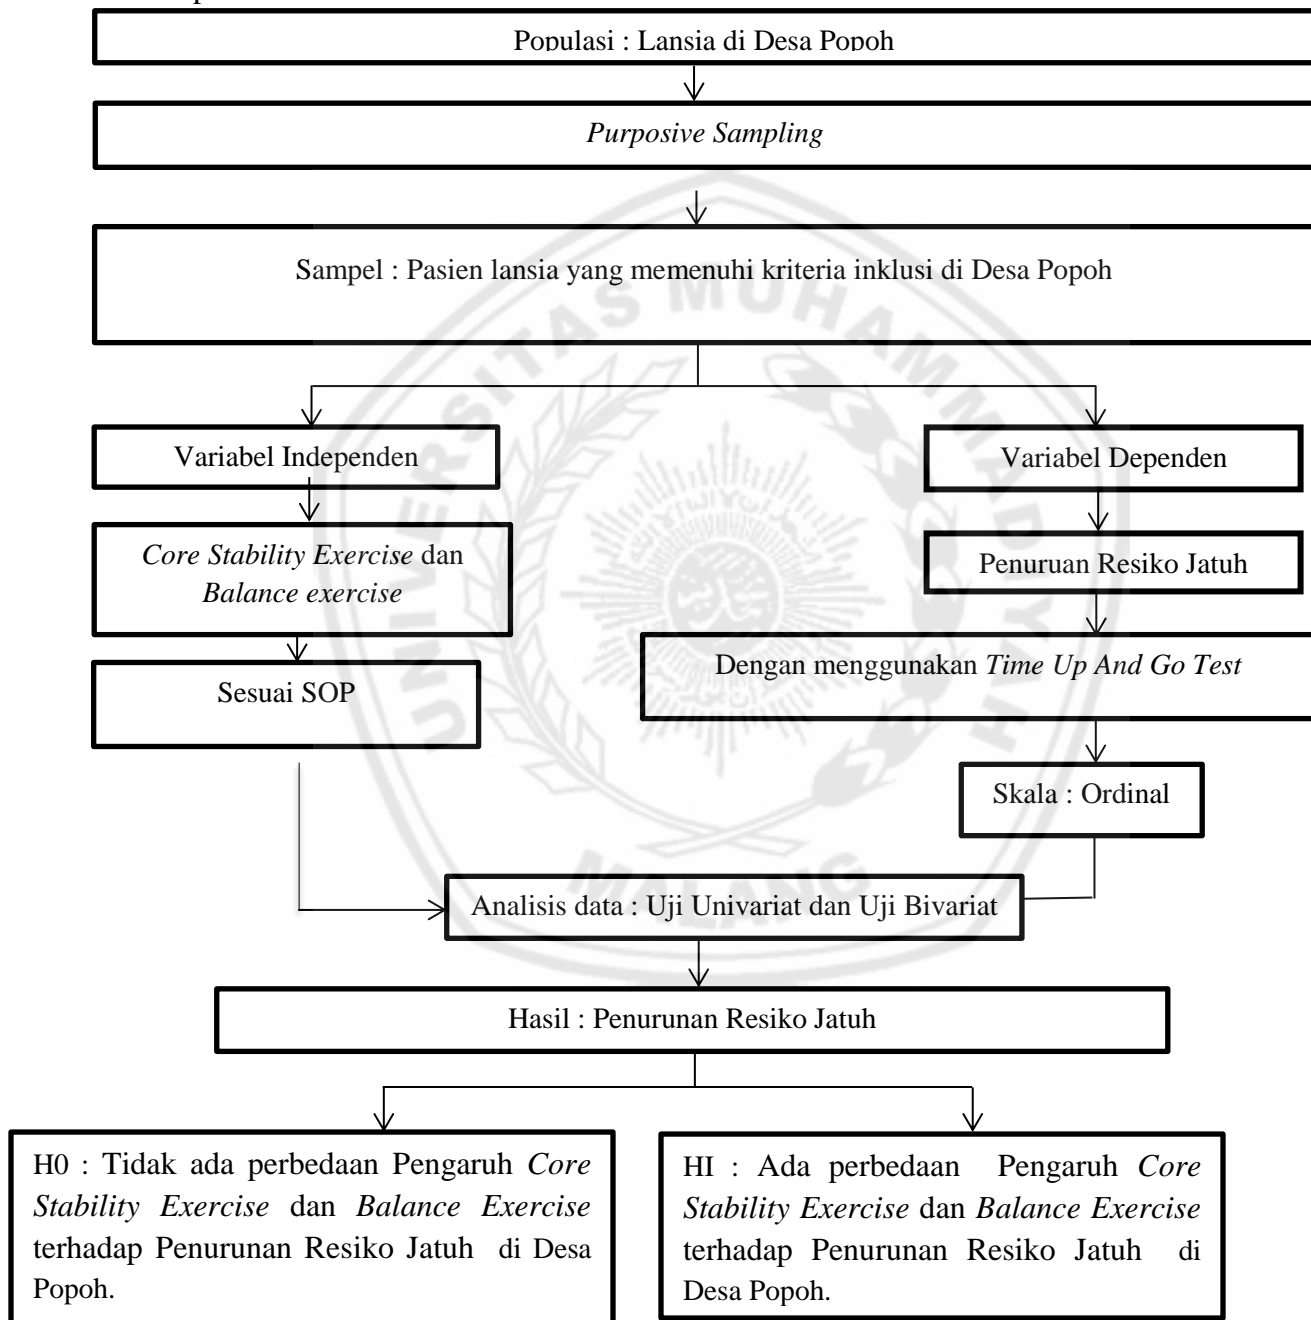 Populasi : Lansia di Desa Popoh
Purposive Sampling
Sampel : Pasien lansia yang memenuhi kriteria inklusi di Desa Popoh
Variabel Independen
Variabel Dependen
Core Stability Exercise dan
Balance exercise
Penuruan Resiko Jatuh
Sesuai SOP
Dengan menggunakan Time Up And Go Test
Skala : Ordinal
Analisis data : Uji Univariat dan Uji Bivariat
Hasil : Penurunan Resiko Jatuh
H0 : Tidak ada perbedaan Pengaruh Core
Stability Exercise dan Balance Exercise
terhadap Penurunan Resiko Jatuh di Desa
Popoh.
HI : Ada perbedaan Pengaruh Core
Stability Exercise dan Balance Exercise
terhadap Penurunan Resiko Jatuh di
Desa Popoh.
UNIVERSITAS MUHAMMADIYAH
MALANG